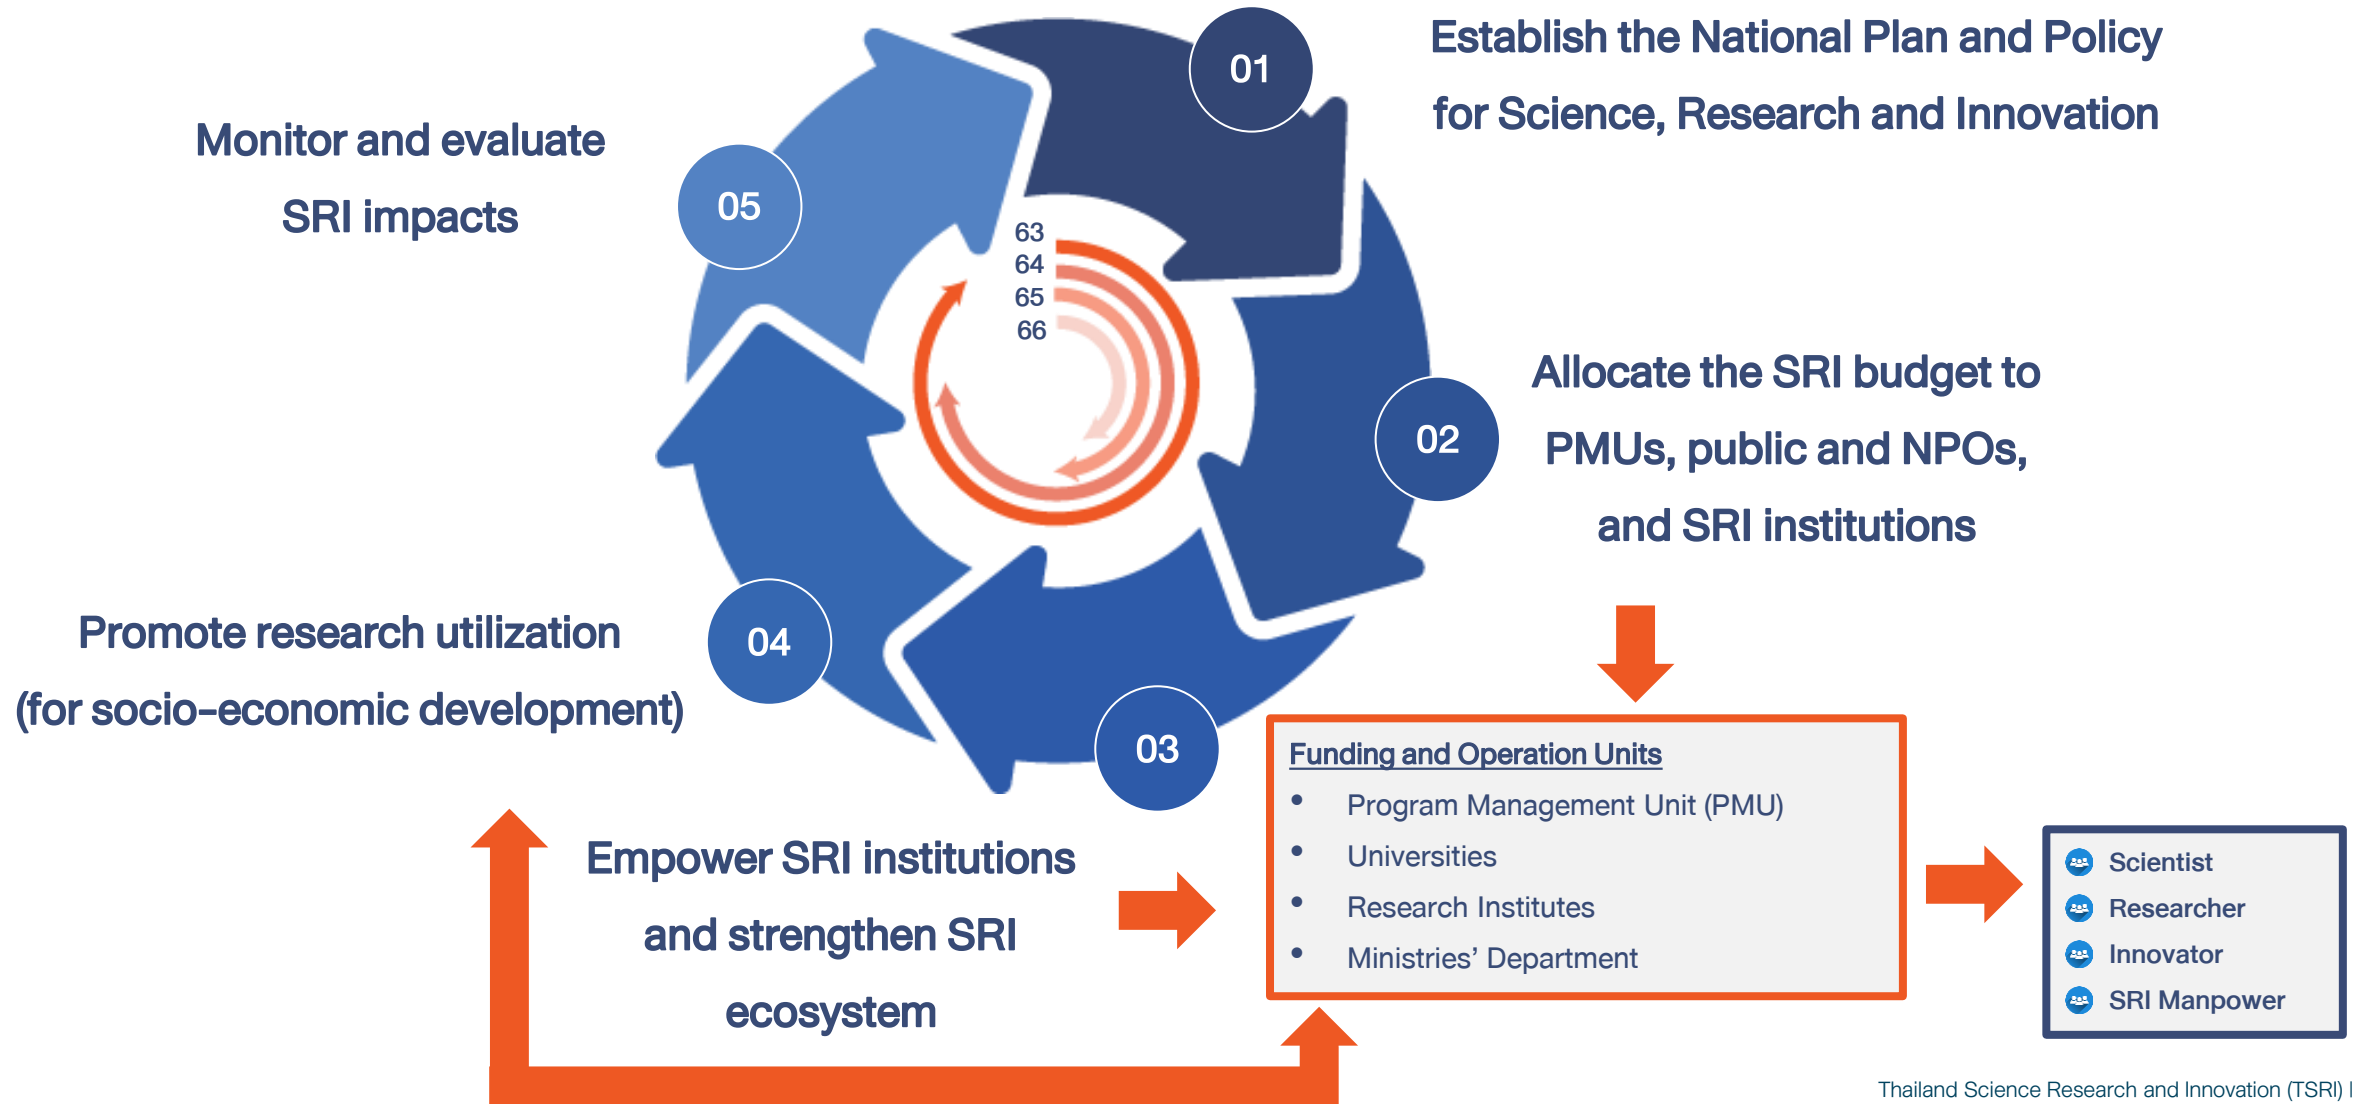 01
Establish the National Plan and Policy
for Science, Research and Innovation
02
Allocate the SRI budget to
PMUs, public and NPOs,
and SRI institutions
03
Empower SRI institutions
and strengthen SRI
ecosystem
04
Promote research utilization
(for socio-economic development)
05
Monitor and evaluate
SRI impacts
63
64
65
66
Funding and Operation Units
• Program Management Unit (PMU)
• Universities
• Research Institutes
• Ministries’ Department
Scientist
Researcher
Innovator
SRI Manpower
Thailand Science Research and Innovation (TSRI) |